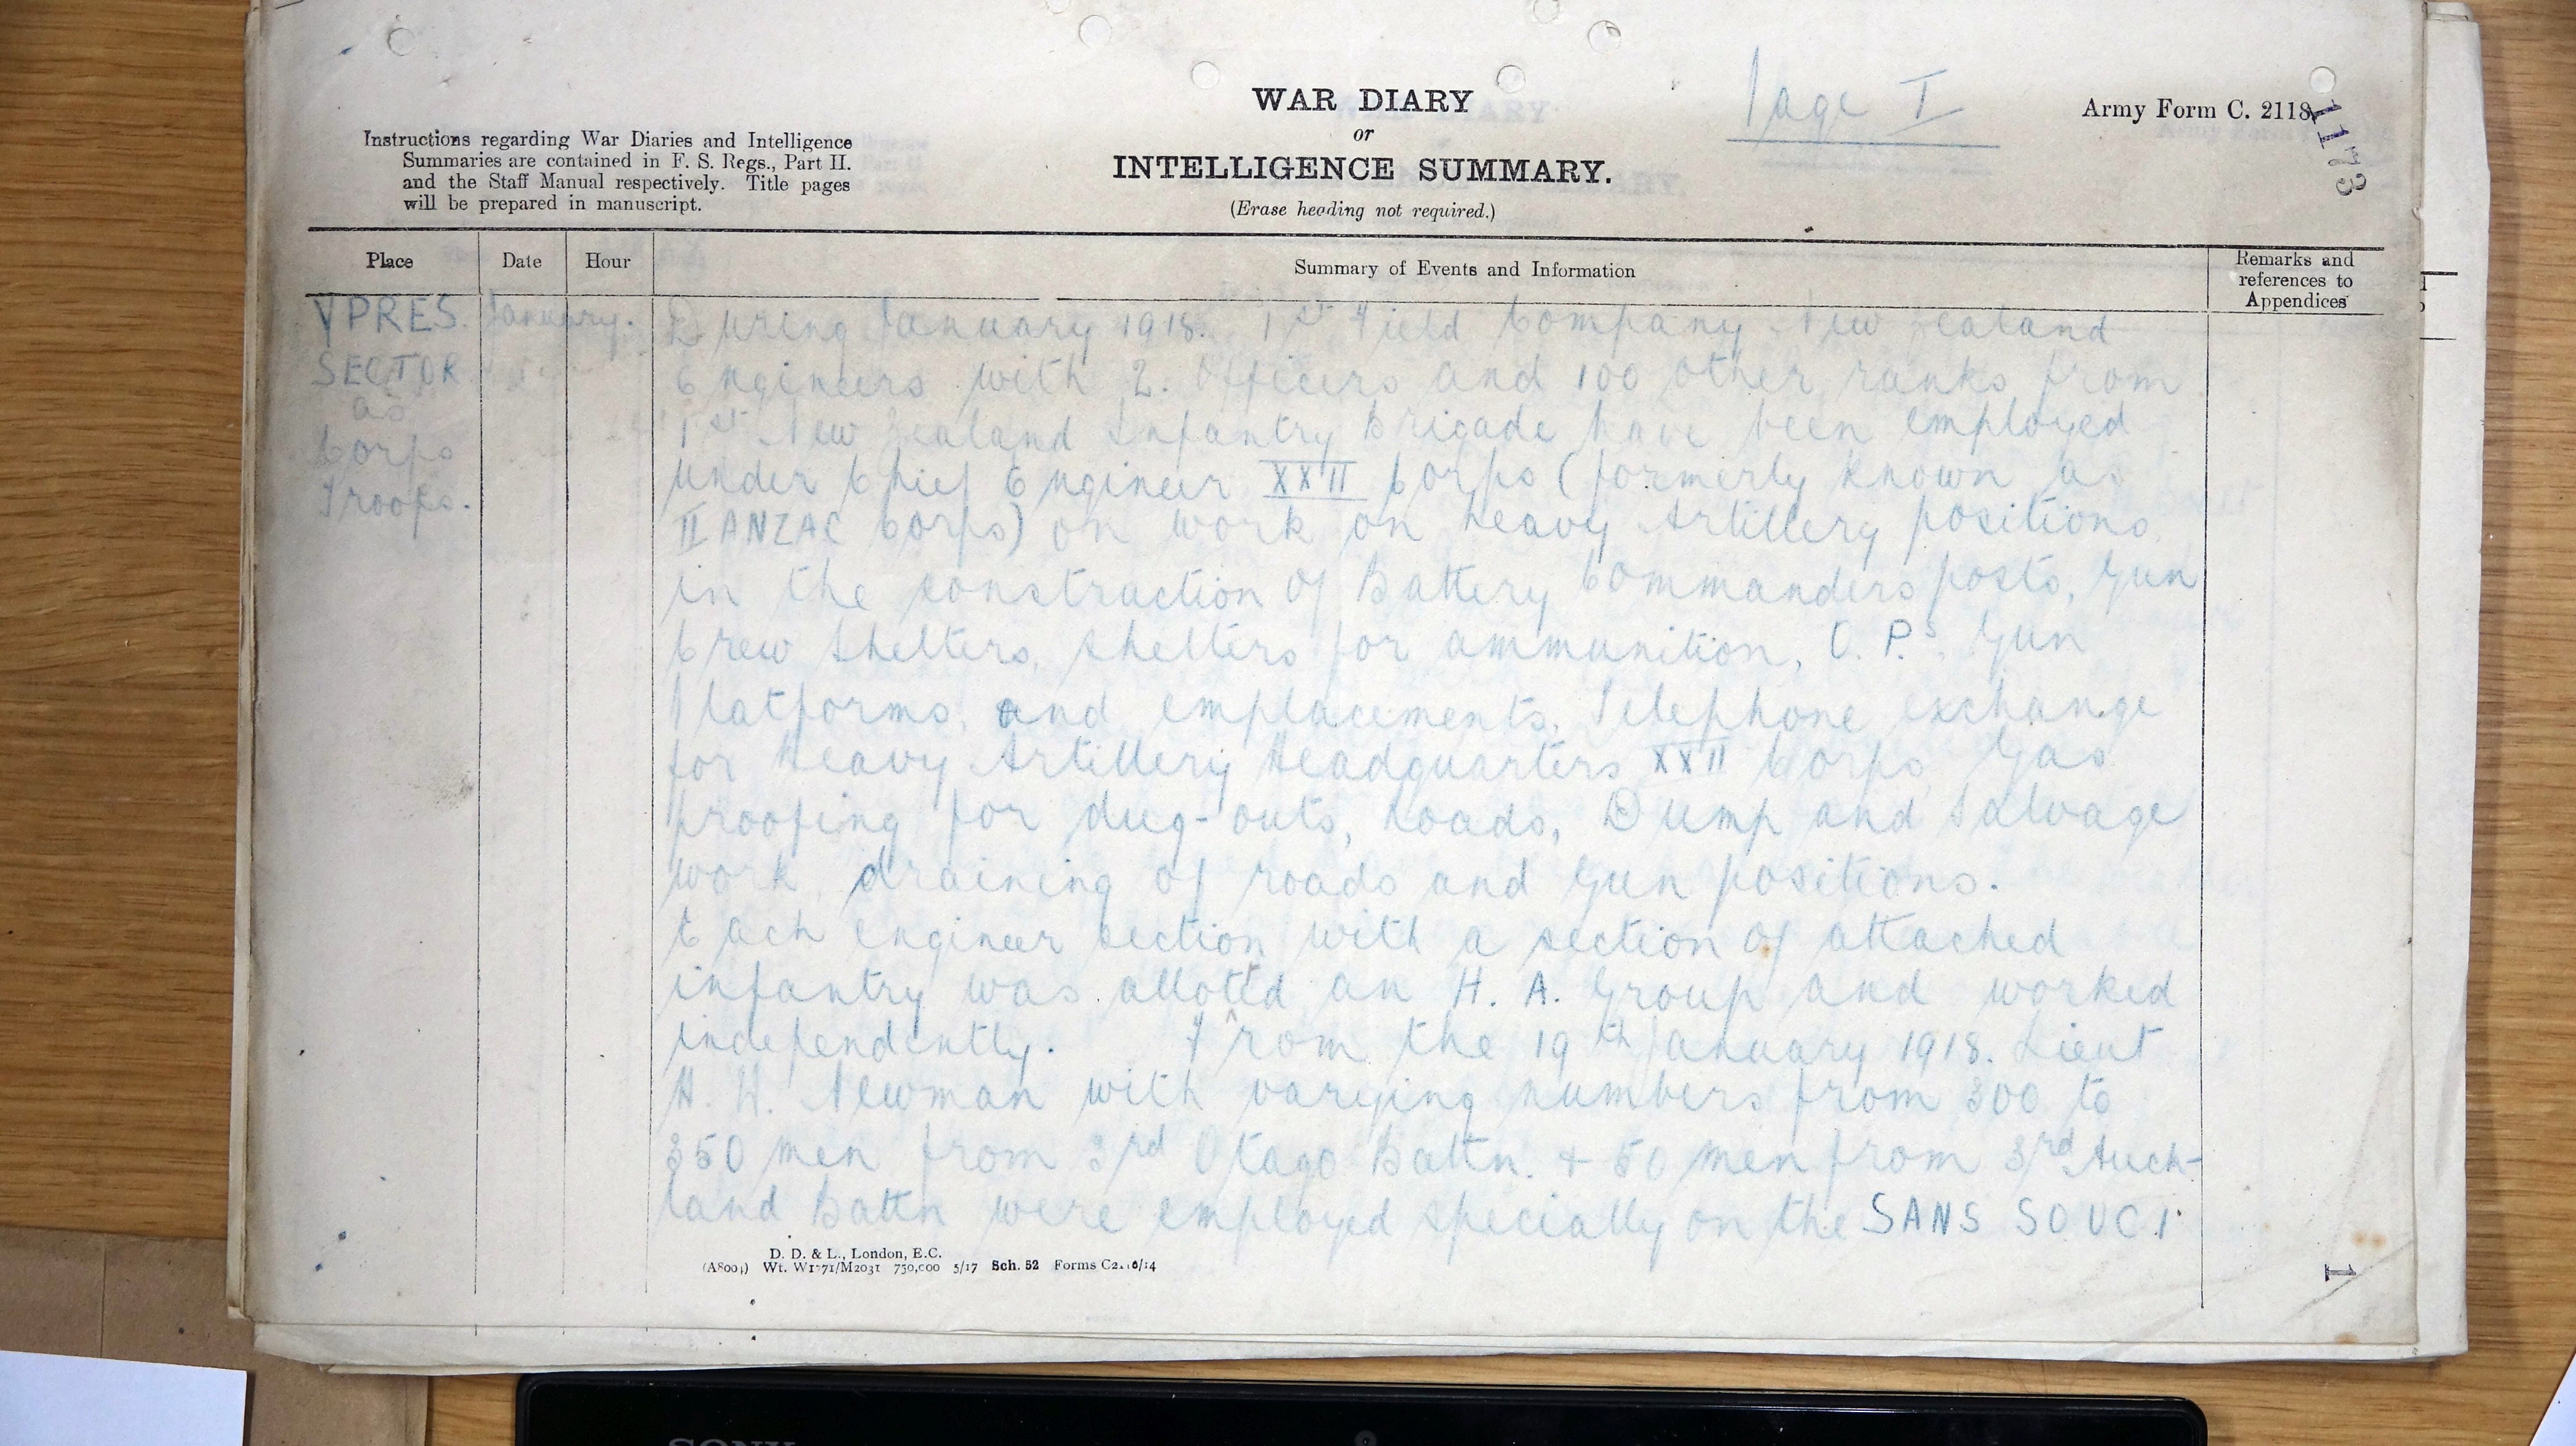 Page I
WAR DIARY
or
INTELLIGENCE SUMMARY.
(Erase heading not required.)
Army Form C. 2118
1173
Instructions regarding War Diaries and Intelligence
Summaries are contained in F. S. Regs., Part II.
and the Staff Manual respectively. Title pages
will be prepared in manuscript.
Place
Date
Hour
Summary of Events and Information
Remarks and
references to
Appendices
YPRES.
SECTOR
as
Corps
Troops.
January.
During January 1918. 1st Field Company New Zealand
Engineers with 2. Officers and 100 other ranks from
1st New Zealand Infantry Brigade have been employed
under Chief Engineer XXII Corps (formerly known as
II ANZAC Corps) on work on heavy Artillery positions
in the construction of Battery Commanders posts, Gun
Crew Shelters, shelters for ammunition, O. P.s Gun
Platforms, and emplacements, Telephone exchange
for Heavy Artillery Headquarters XXII Corps Gas
proofing for dug-outs, Roads, Dump and Salvage
work, draining of roads and Gun positions.
Each engineer section with a section of attached
infantry was allotted an H. A. Group and worked
independently. From the 19th January 1918. Lieut
H. W. Newman with varying numbers from 300 to
350 men from 3rd Otago Battn. + 50 men from 3rd Auck-
land Battn were employed specially on the SANS SOUCI
D. D. & L., London, E.C.
Wt. W1771/M2031 750,000 5/17 Sch. 52 Forms
1
SONY